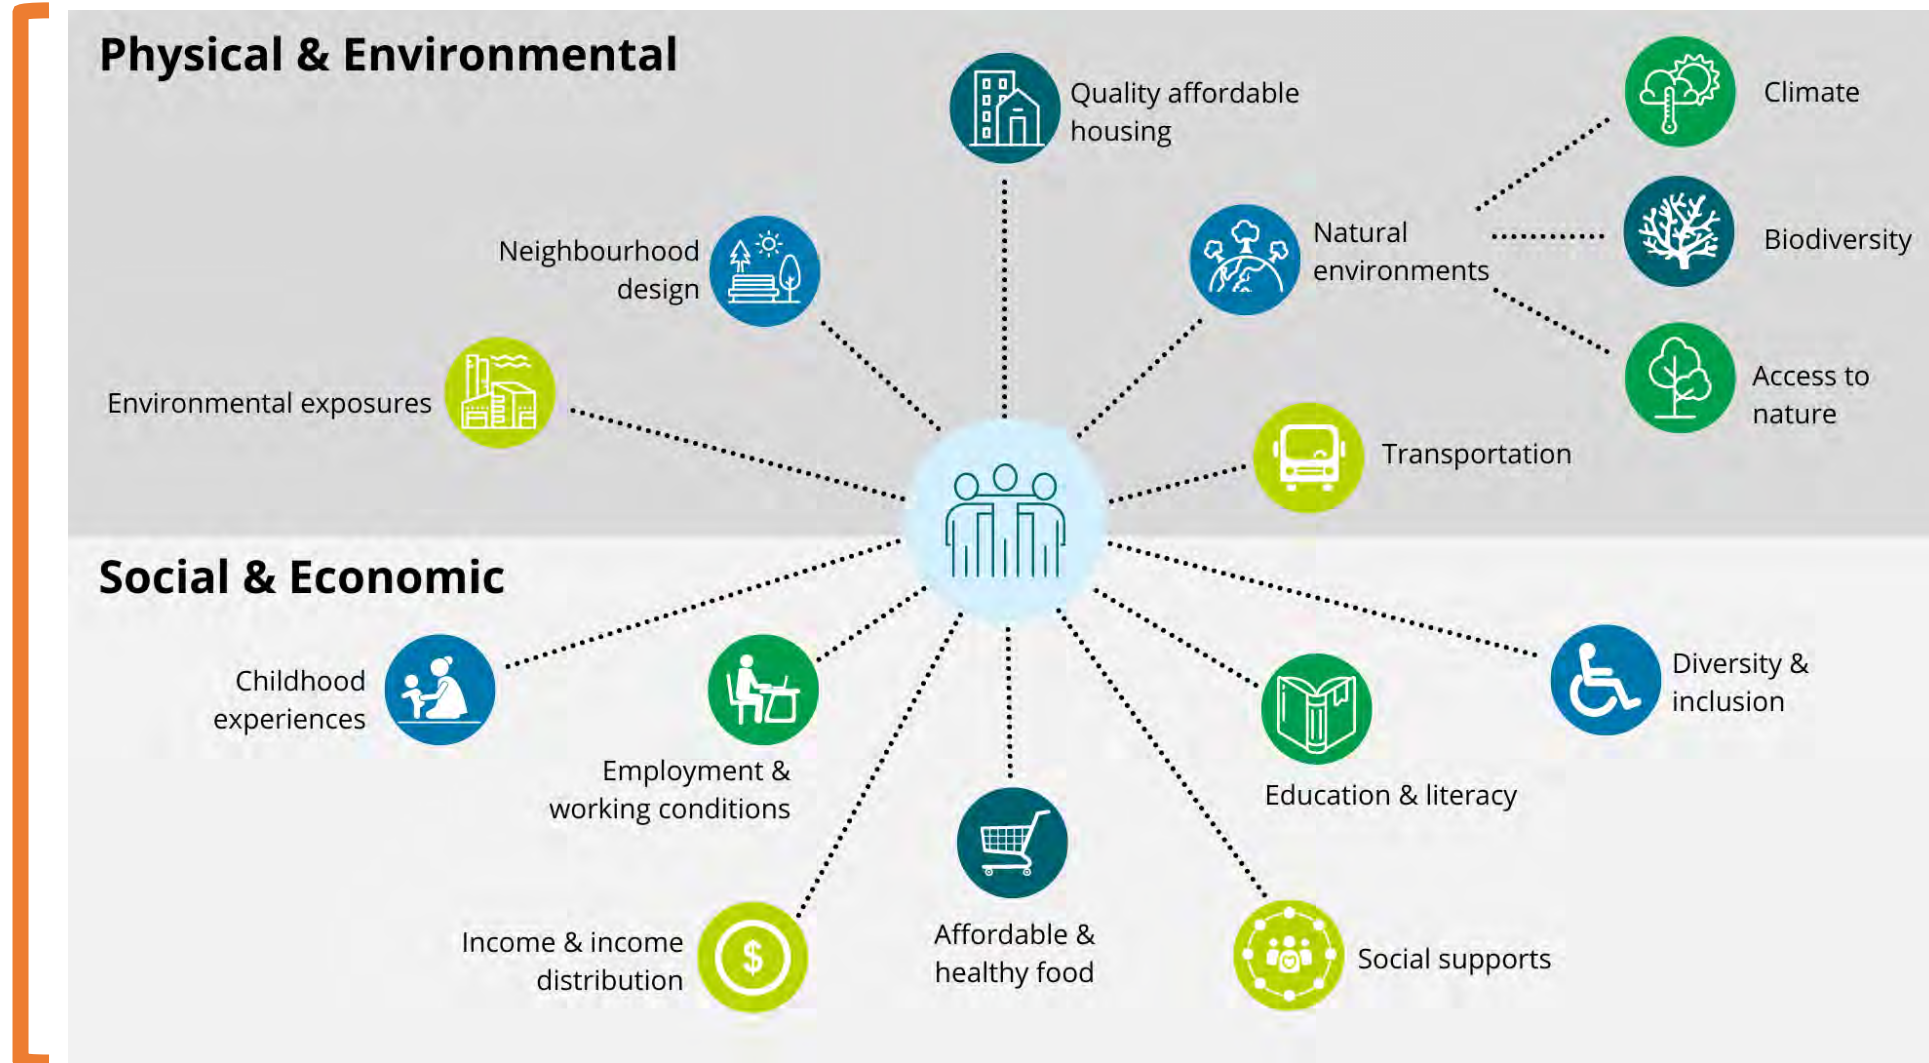 Physical & Environmental
Quality affordable
housing
Climate
Neighbourhood
design
Natural
environments
Biodiversity
Environmental exposures
Access to
nature
Transportation
Social & Economic
Childhood
experiences
Employment &
working conditions
Education & literacy
Diversity &
inclusion
Income & income
distribution
$
Affordable &
healthy food
Social supports